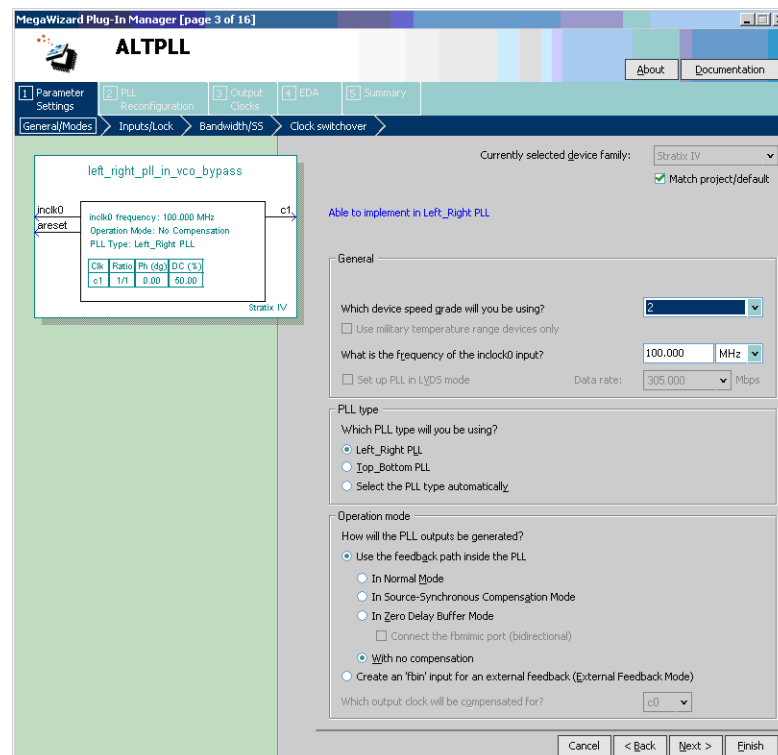 MegaWizard Plug-In Manager [page 3 of 16]
ALTPLL
About
Documentation
1 Parameter Settings
2 PLL Reconfiguration
3 Output Clocks
4 EDA
5 Summary
General/Modes
Inputs/Lock
Bandwidth/SS
Clock switchover
left_right_pll_in_vco_bypass
inclk0
areset
c1
inclk0 frequency: 100.000 MHz
Operation Mode: No Compensation
PLL Type: Left_Right PLL
Clk Ratio Ph (dg) DC (%)
c1 1/1 0.00 50.00
Stratix IV
Currently selected device family:
Stratix IV
Match project/default
Able to implement in Left_Right PLL
General
Which device speed grade will you be using?
2
Use military temperature range devices only
What is the frequency of the inclock0 input?
100.000
MHz
Set up PLL in LVDS mode
Data rate:
305.000
Mbps
PLL type
Which PLL type will you be using?
Left_Right PLL
Top_Bottom PLL
Select the PLL type automatically
Operation mode
How will the PLL outputs be generated?
Use the feedback path inside the PLL
In Normal Mode
In Source-Synchronous Compensation Mode
In Zero Delay Buffer Mode
Connect the fbmimic port (bidirectional)
With no compensation
Create an 'fbin' input for an external feedback (External Feedback Mode)
Which output clock will be compensated for?
c0
Cancel
< Back
Next >
Finish